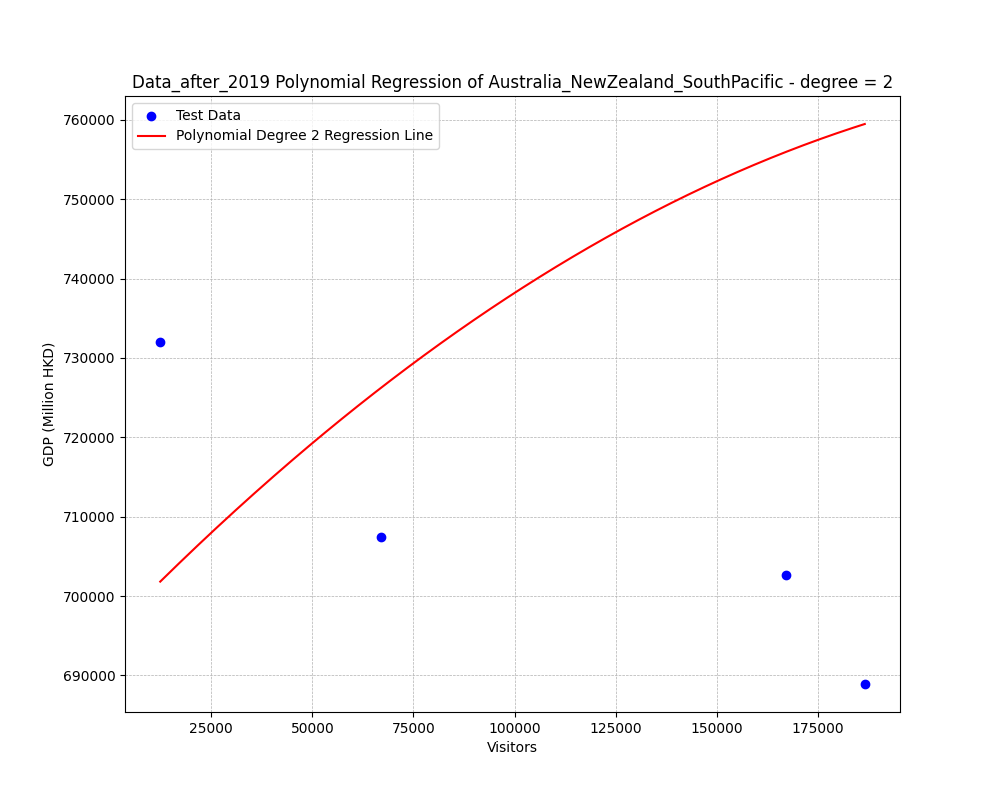 Data_after_2019 Polynomial Regression of Australia_NewZealand_SouthPacific - degree = 2
Test Data
Polynomial Degree 2 Regression Line
760000
750000
740000
730000
720000
710000
700000
690000
GDP (Million HKD)
25000 50000 75000 100000 125000 150000 175000
Visitors